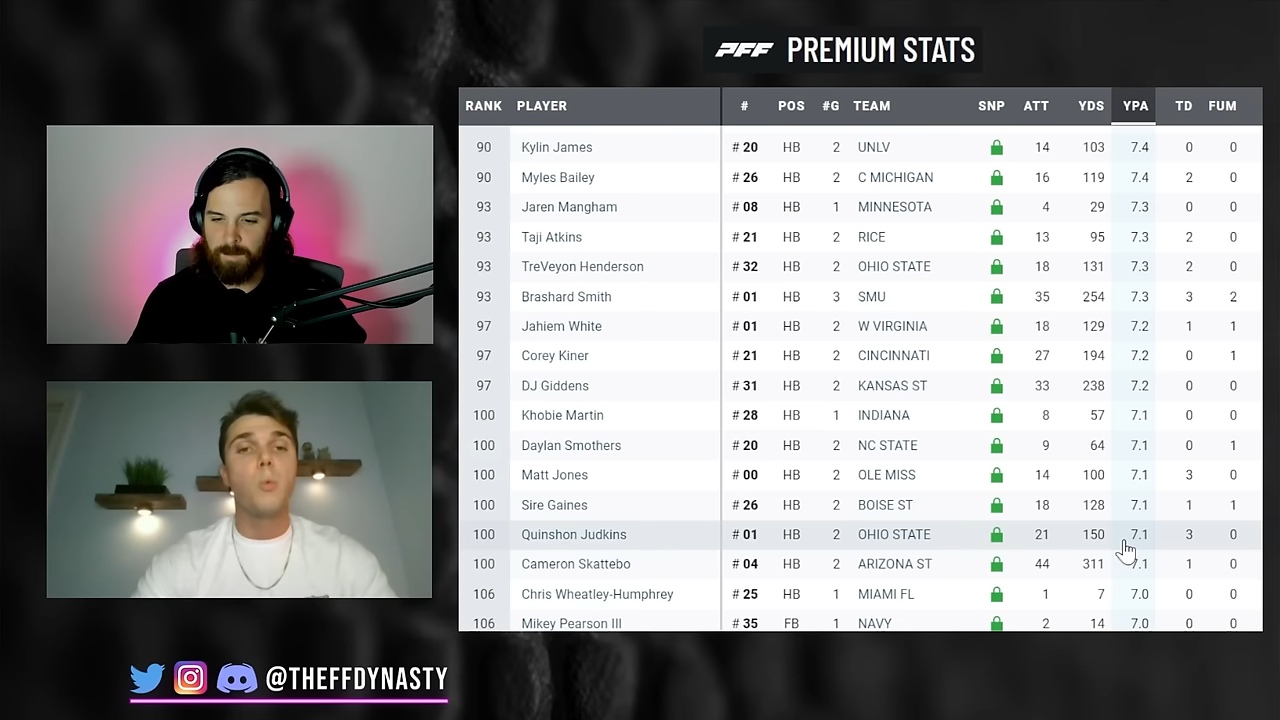 PFF PREMIUM STATS
RANK PLAYER # POS #G TEAM SNP ATT YDS YPA TD FUM
90 Kylin James # 20 HB 2 UNLV 14 103 7.4 0 0
90 Myles Bailey # 26 HB 2 C MICHIGAN 16 119 7.4 2 0
93 Jaren Mangham # 08 HB 1 MINNESOTA 4 29 7.3 0 0
93 Taji Atkins # 21 HB 2 RICE 13 95 7.3 2 0
93 TreVeyon Henderson # 32 HB 2 OHIO STATE 18 131 7.3 2 0
93 Brashard Smith # 01 HB 3 SMU 35 254 7.3 3 2
97 Jahiem White # 01 HB 2 W VIRGINIA 18 129 7.2 1 1
97 Corey Kiner # 21 HB 2 CINCINNATI 27 194 7.2 0 1
97 DJ Giddens # 31 HB 2 KANSAS ST 33 238 7.2 0 0
100 Khobie Martin # 28 HB 1 INDIANA 8 57 7.1 0 0
100 Daylan Smothers # 20 HB 2 NC STATE 9 64 7.1 0 1
100 Matt Jones # 00 HB 2 OLE MISS 14 100 7.1 3 0
100 Sire Gaines # 26 HB 2 BOISE ST 18 128 7.1 1 1
100 Quinshon Judkins # 01 HB 2 OHIO STATE 21 150 7.1 3 0
100 Cameron Skattebo # 04 HB 2 ARIZONA ST 44 311 7.1 1 0
106 Chris Wheatley-Humphrey # 25 HB 1 MIAMI FL 1 7 7.0 0 0
106 Mikey Pearson III # 35 FB 1 NAVY 2 14 7.0 0 0
@THEFFDYNASTY